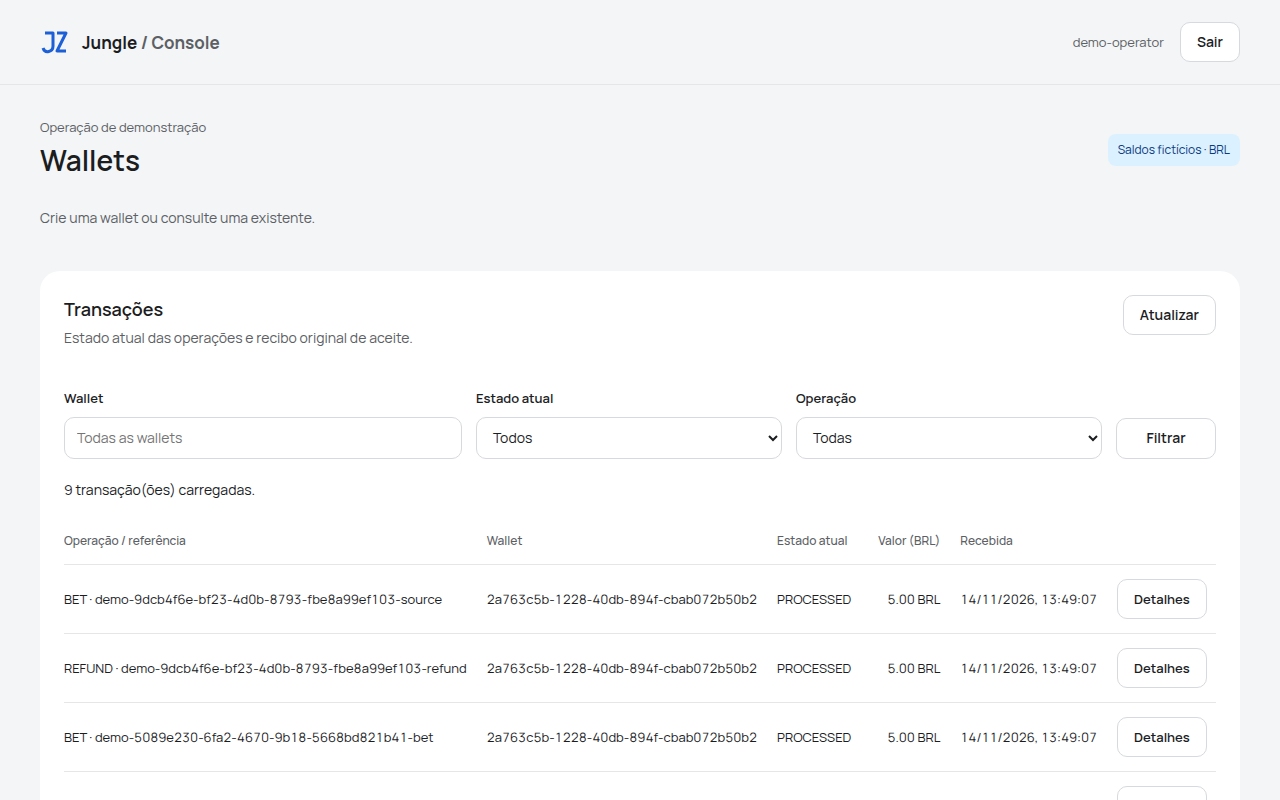 JZ Jungle / Console
demo-operator
Sair
Operação de demonstração
Wallets
Saldos fictícios · BRL
Crie uma wallet ou consulte uma existente.
Transações
Atualizar
Estado atual das operações e recibo original de aceite.
Wallet Estado atual Operação
Todas as wallets Todos Todas Filtrar
9 transação(ões) carregadas.
Operação / referência Wallet Estado atual Valor (BRL) Recebida
BET · demo-9dcb4f6e-bf23-4d0b-8793-fbe8a99ef103-source 2a763c5b-1228-40db-894f-cbab072b50b2 PROCESSED 5.00 BRL 14/11/2026, 13:49:07 Detalhes
REFUND · demo-9dcb4f6e-bf23-4d0b-8793-fbe8a99ef103-refund 2a763c5b-1228-40db-894f-cbab072b50b2 PROCESSED 5.00 BRL 14/11/2026, 13:49:07 Detalhes
BET · demo-5089e230-6fa2-4670-9b18-5668bd821b41-bet 2a763c5b-1228-40db-894f-cbab072b50b2 PROCESSED 5.00 BRL 14/11/2026, 13:49:07 Detalhes